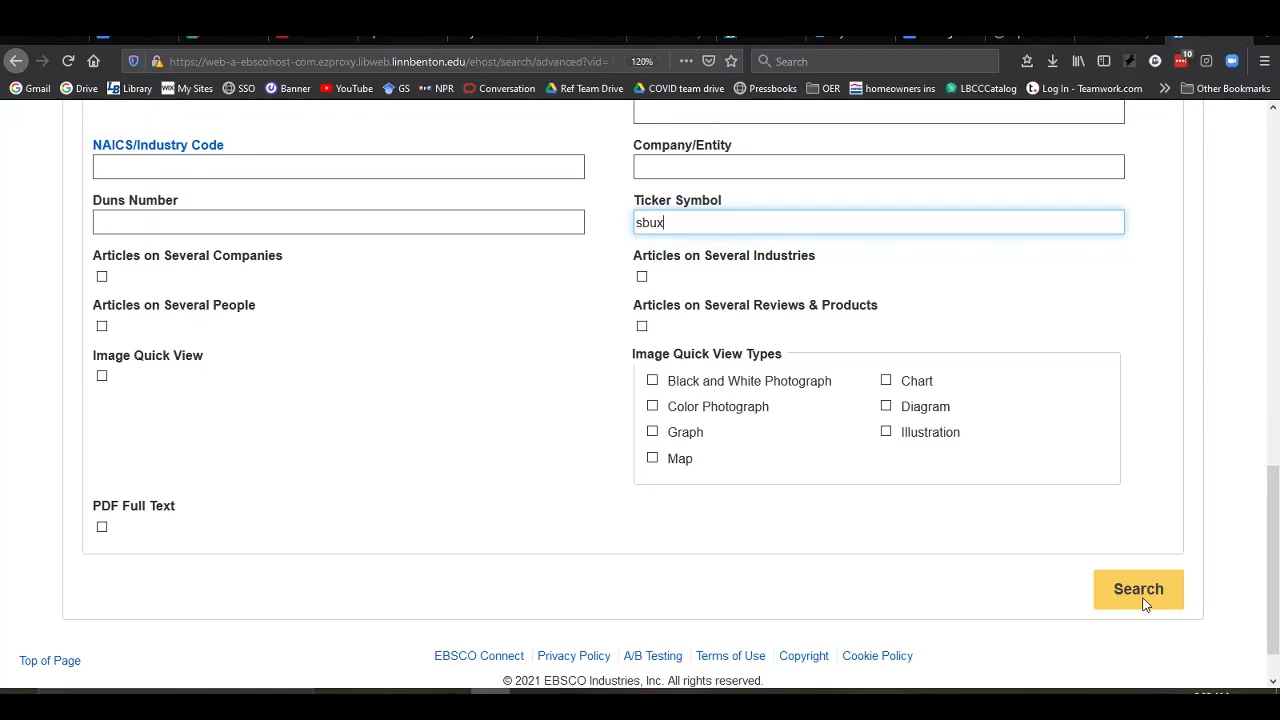 https://web-a-ebscohost-com.ezproxy.libweb.linnbenton.edu/ehost/search/advanced?vid=
120%
Search
10
Gmail
Drive
Library
WIX My Sites
SSO
Banner
YouTube
GS
NPR
Conversation
Ref Team Drive
COVID team drive
Pressbooks
OER
homeowners ins
LBCCCatalog
Log In - Teamwork.com
Other Bookmarks
NAICS/Industry Code
Company/Entity
Duns Number
Ticker Symbol
sbux
Articles on Several Companies
Articles on Several Industries
Articles on Several People
Articles on Several Reviews & Products
Image Quick View
Image Quick View Types
Black and White Photograph
Chart
Color Photograph
Diagram
Graph
Illustration
Map
PDF Full Text
Search
Top of Page
EBSCO Connect
Privacy Policy
A/B Testing
Terms of Use
Copyright
Cookie Policy
© 2021 EBSCO Industries, Inc. All rights reserved.